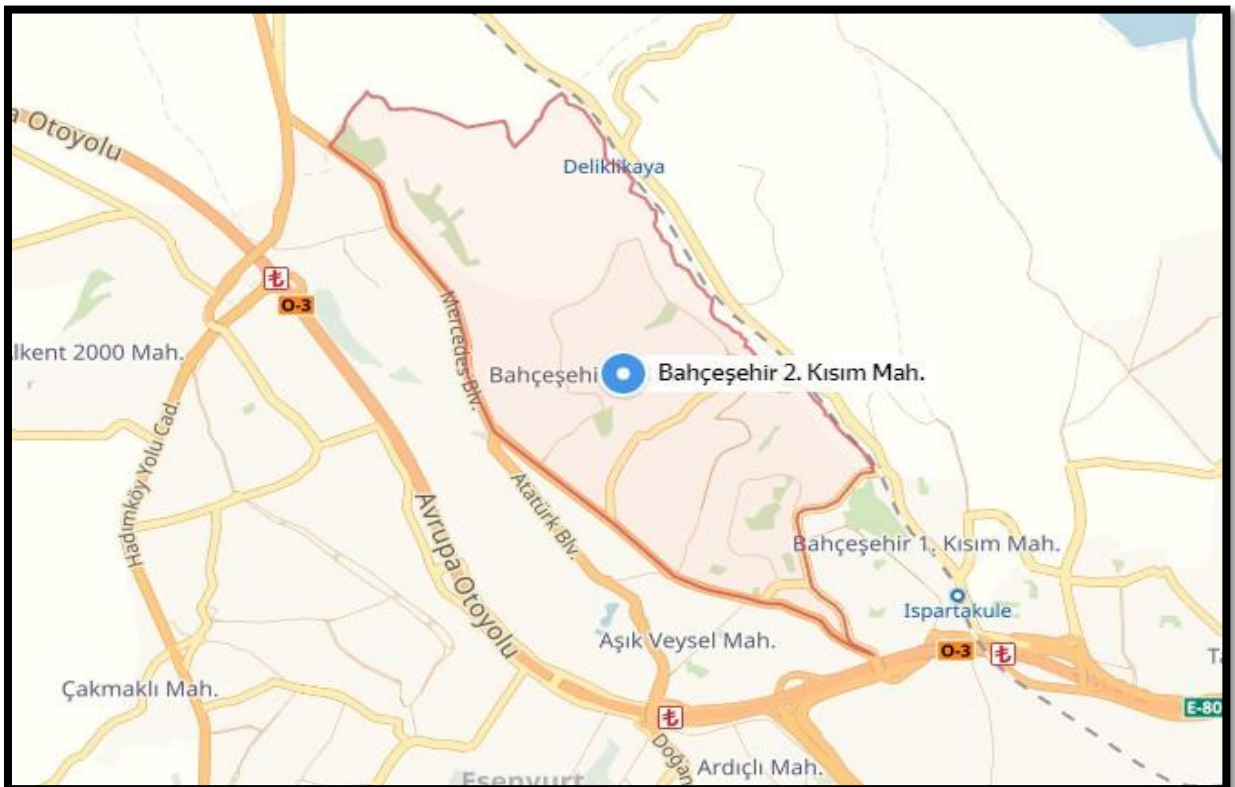 a Otoyolu
Deliklikaya
₺
O-3
Mercedes Blv.
lkent 2000 Mah.
Bahçeşehi
Bahçeşehir 2. Kısım Mah.
Hadımköy Yolu Cad.
Atatürk Blv.
Avrupa Otoyolu
Bahçeşehir 1. Kısım Mah.
Ispartakule
Aşık Veysel Mah.
O-3
₺
Çakmaklı Mah.
E-80
₺
Doğan
Ardıçlı Mah.
Esenyurt